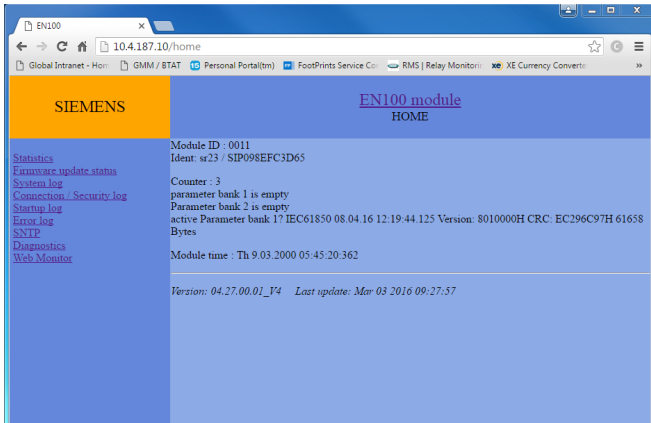 EN100
10.4.187.10/home
Global Intranet - Hom
GMM / BTAT
15 Personal Portal(tm)
FootPrints Service Co
RMS | Relay Monitori
xe XE Currency Converte
»
SIEMENS
EN100 module
HOME
Statistics
Firmware update status
System log
Connection / Security log
Startup log
Error log
SNTP
Diagnostics
Web Monitor
Module ID : 0011
Ident: sr23 / SIP098EFC3D65
Counter : 3
parameter bank 1 is empty
Parameter bank 2 is empty
active Parameter bank 1? IEC61850 08.04.16 12:19:44.125 Version: 8010000H CRC: EC296C97H 61658
Bytes
Module time : Th 9.03.2000 05:45:20:362
Version: 04.27.00.01_V4 Last update: Mar 03 2016 09:27:57